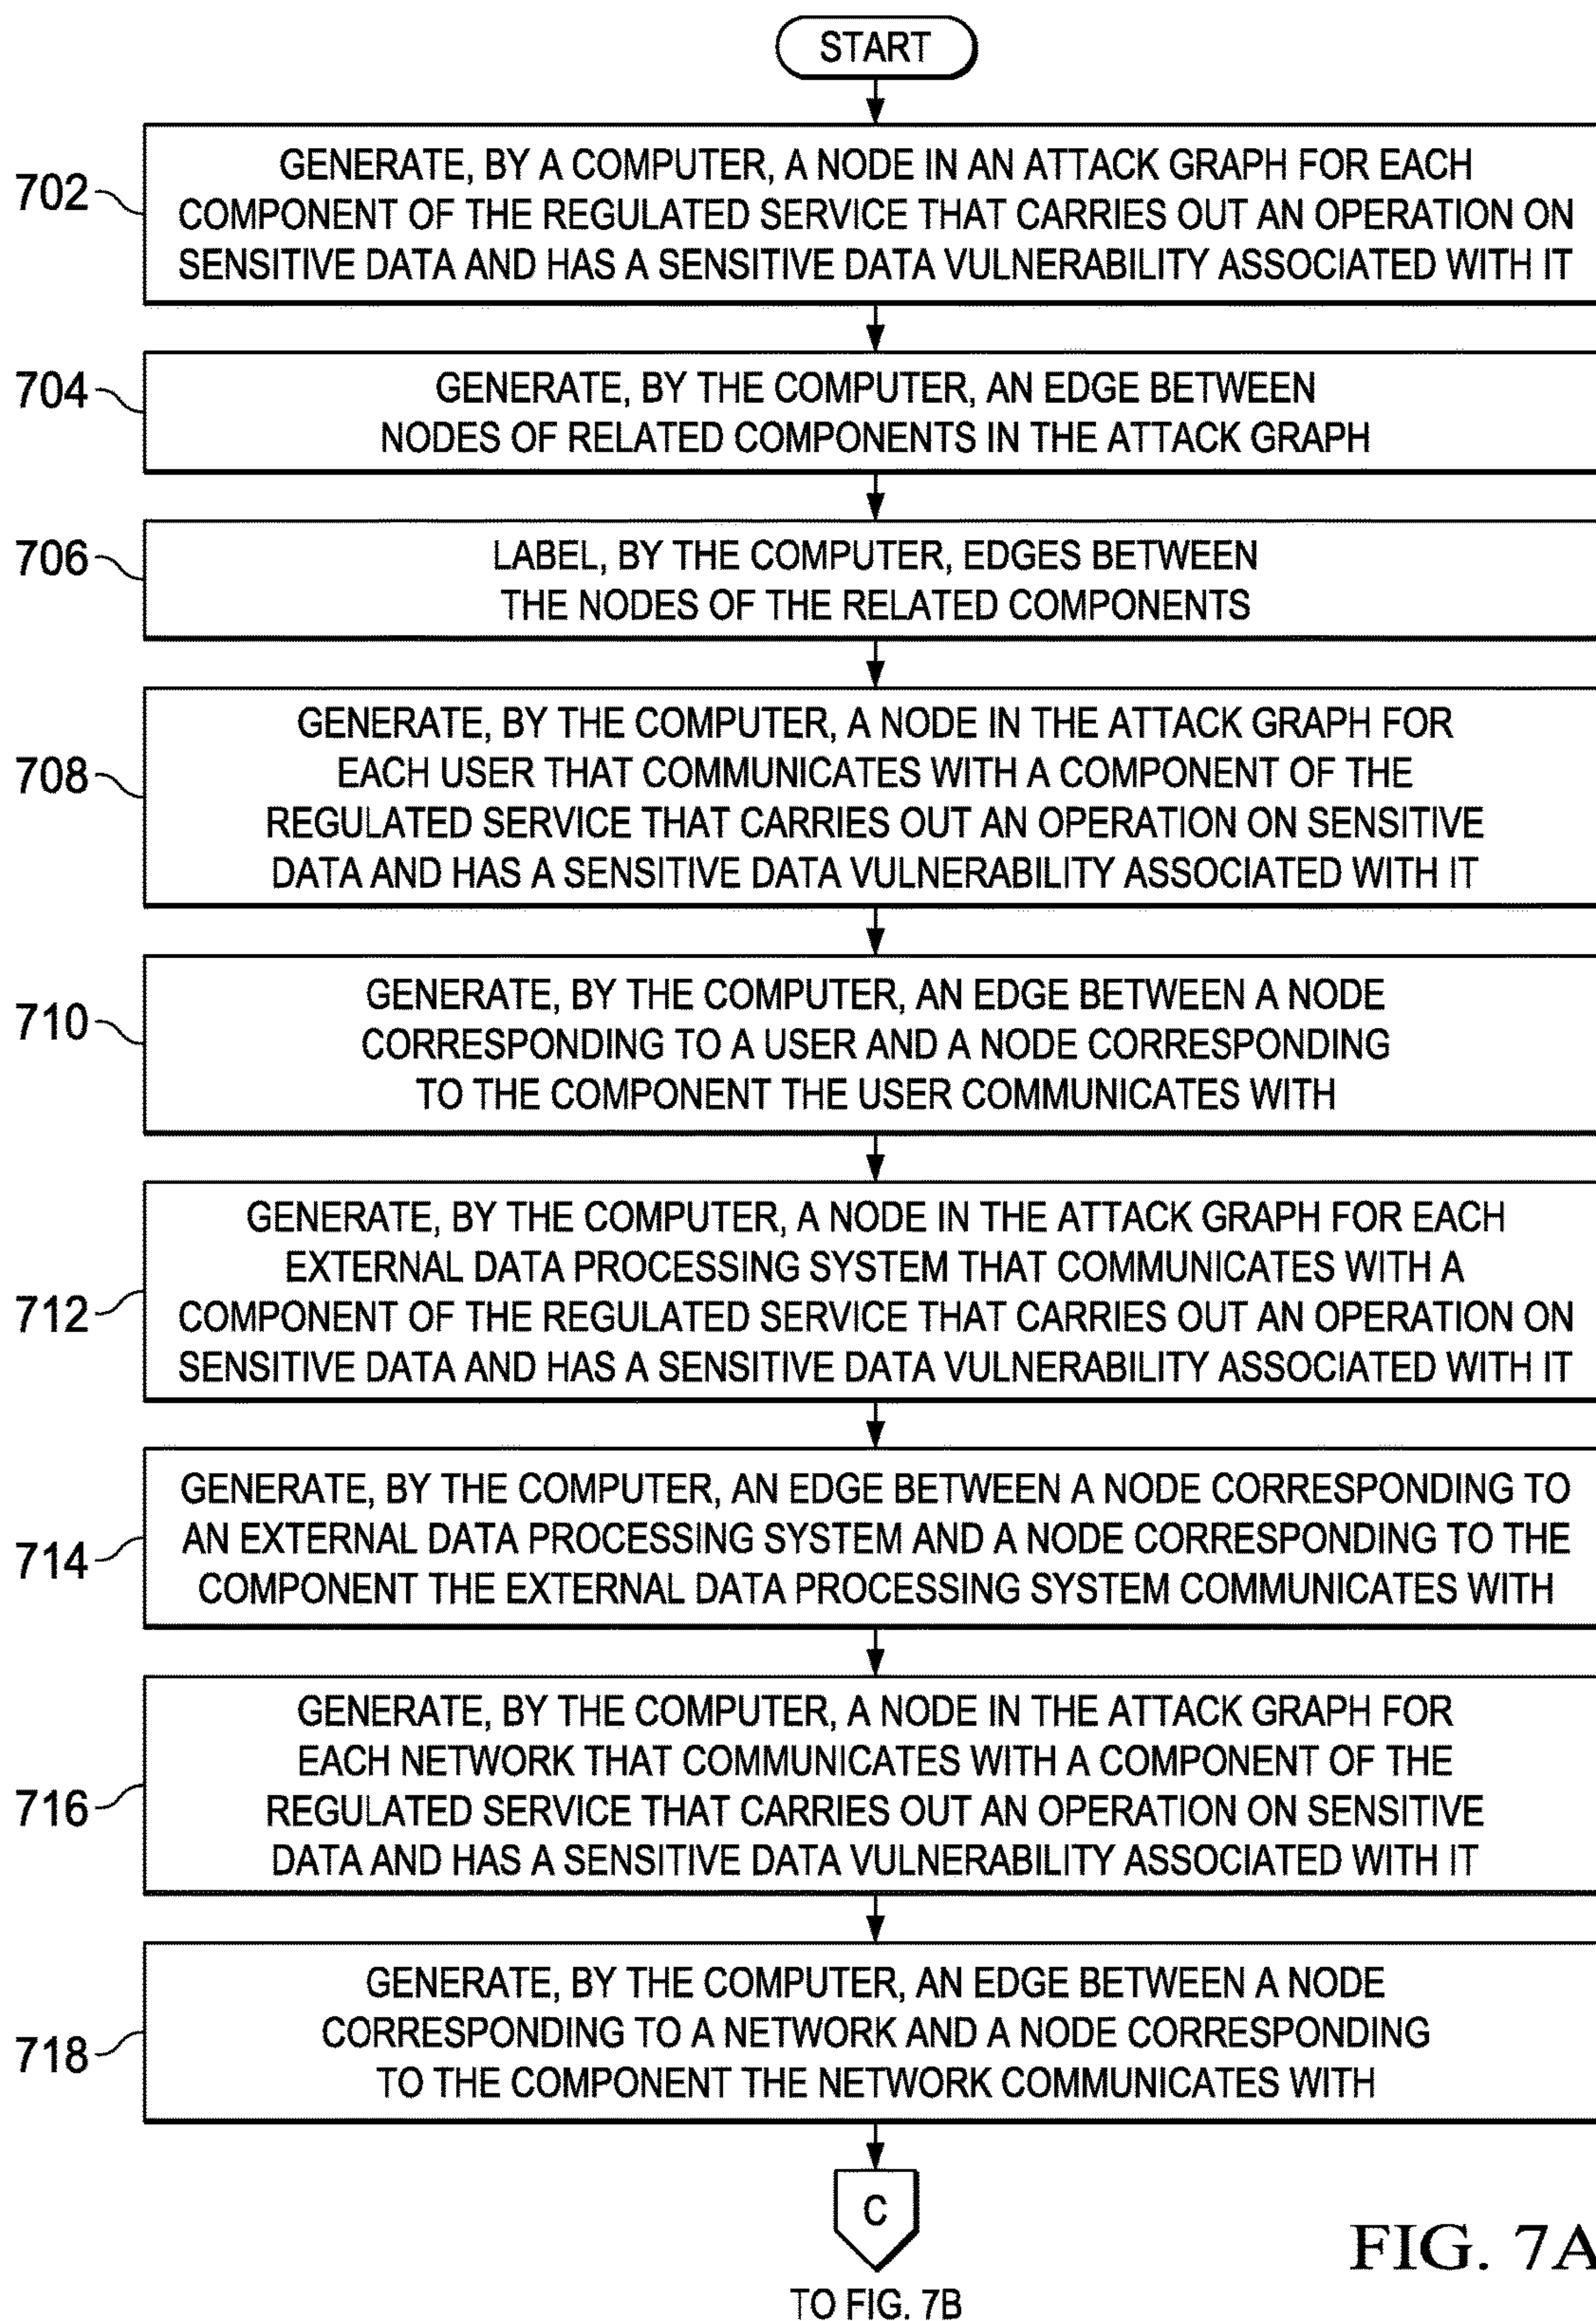 START
702
GENERATE, BY A COMPUTER, A NODE IN AN ATTACK GRAPH FOR EACH
COMPONENT OF THE REGULATED SERVICE THAT CARRIES OUT AN OPERATION ON
SENSITIVE DATA AND HAS A SENSITIVE DATA VULNERABILITY ASSOCIATED WITH IT
704
GENERATE, BY THE COMPUTER, AN EDGE BETWEEN
NODES OF RELATED COMPONENTS IN THE ATTACK GRAPH
706
LABEL, BY THE COMPUTER, EDGES BETWEEN
THE NODES OF THE RELATED COMPONENTS
708
GENERATE, BY THE COMPUTER, A NODE IN THE ATTACK GRAPH FOR
EACH USER THAT COMMUNICATES WITH A COMPONENT OF THE
REGULATED SERVICE THAT CARRIES OUT AN OPERATION ON SENSITIVE
DATA AND HAS A SENSITIVE DATA VULNERABILITY ASSOCIATED WITH IT
710
GENERATE, BY THE COMPUTER, AN EDGE BETWEEN A NODE
CORRESPONDING TO A USER AND A NODE CORRESPONDING
TO THE COMPONENT THE USER COMMUNICATES WITH
712
GENERATE, BY THE COMPUTER, A NODE IN THE ATTACK GRAPH FOR EACH
EXTERNAL DATA PROCESSING SYSTEM THAT COMMUNICATES WITH A
COMPONENT OF THE REGULATED SERVICE THAT CARRIES OUT AN OPERATION ON
SENSITIVE DATA AND HAS A SENSITIVE DATA VULNERABILITY ASSOCIATED WITH IT
714
GENERATE, BY THE COMPUTER, AN EDGE BETWEEN A NODE CORRESPONDING TO
AN EXTERNAL DATA PROCESSING SYSTEM AND A NODE CORRESPONDING TO THE
COMPONENT THE EXTERNAL DATA PROCESSING SYSTEM COMMUNICATES WITH
716
GENERATE, BY THE COMPUTER, A NODE IN THE ATTACK GRAPH FOR
EACH NETWORK THAT COMMUNICATES WITH A COMPONENT OF THE
REGULATED SERVICE THAT CARRIES OUT AN OPERATION ON SENSITIVE
DATA AND HAS A SENSITIVE DATA VULNERABILITY ASSOCIATED WITH IT
718
GENERATE, BY THE COMPUTER, AN EDGE BETWEEN A NODE
CORRESPONDING TO A NETWORK AND A NODE CORRESPONDING
TO THE COMPONENT THE NETWORK COMMUNICATES WITH
C
TO FIG. 7B
FIG. 7A